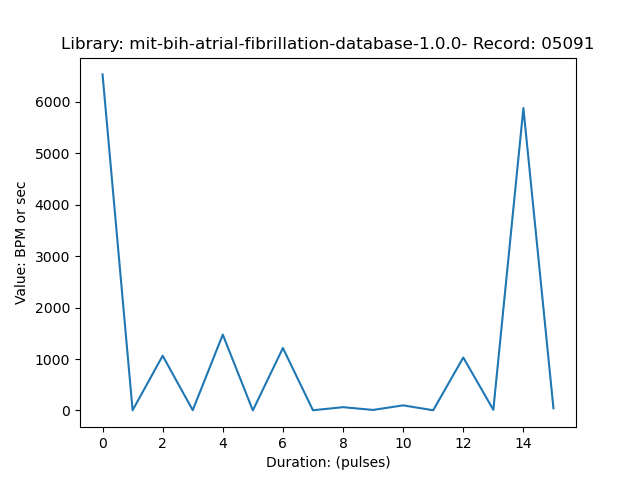 Library: mit-bih-atrial-fibrillation-database-1.0.0- Record: 05091
6000
5000
4000
3000
2000
1000
0
Value: BPM or sec
0 2 4 6 8 10 12 14
Duration: (pulses)